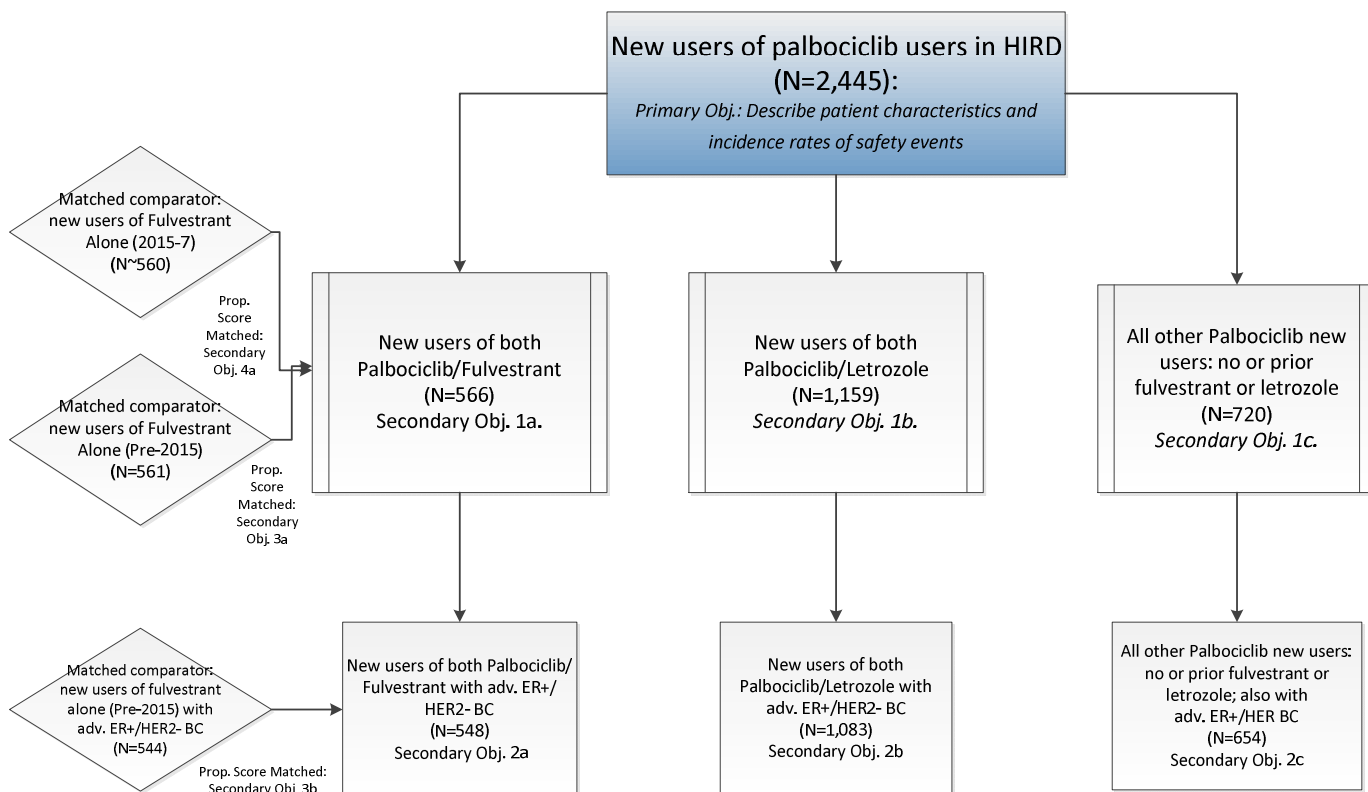 New users of palbociclib users in HIRD
(N=2,445):
Primary Obj.: Describe patient characteristics and
incidence rates of safety events
Matched comparator:
new users of Fulvestrant
Alone (2015-7)
(N~560)
Prop.
Score
Matched:
Secondary
Obj. 4a
Matched comparator:
new users of Fulvestrant
Alone (Pre-2015)
(N=561)
Prop.
Score
Matched:
Secondary
Obj. 3a
New users of both
Palbociclib/Fulvestrant
(N=566)
Secondary Obj. 1a.
New users of both
Palbociclib/Letrozole
(N=1,159)
Secondary Obj. 1b.
All other Palbociclib new
users: no or prior
fulvestrant or letrozole
(N=720)
Secondary Obj. 1c.
Matched comparator:
new users of fulvestrant
alone (Pre-2015) with
adv. ER+/HER2- BC
(N=544)
Prop. Score Matched:
Secondary Obj. 3b
New users of both Palbociclib/
Fulvestrant with adv. ER+/
HER2- BC
(N=548)
Secondary Obj. 2a
New users of both
Palbociclib/Letrozole with
adv. ER+/HER2- BC
(N=1,083)
Secondary Obj. 2b
All other Palbociclib new users:
no or prior fulvestrant or
letrozole; also with
adv. ER+/HER BC
(N=654)
Secondary Obj. 2c